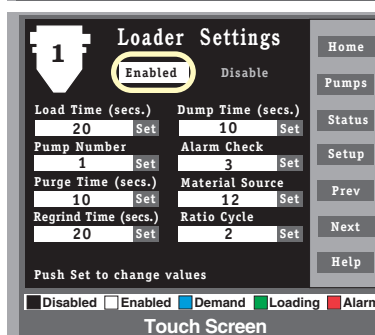 1
Loader Settings
Enabled Disable
Load Time (secs.) Dump Time (secs.)
20 Set 10 Set
Pump Number Alarm Check
1 Set 3 Set
Purge Time (secs.) Material Source
10 Set 12 Set
Regrind Time (secs.) Ratio Cycle
20 Set 2 Set
Push Set to change values
Home
Pumps
Status
Setup
Prev
Next
Help
Disabled Enabled Demand Loading Alarm
Touch Screen